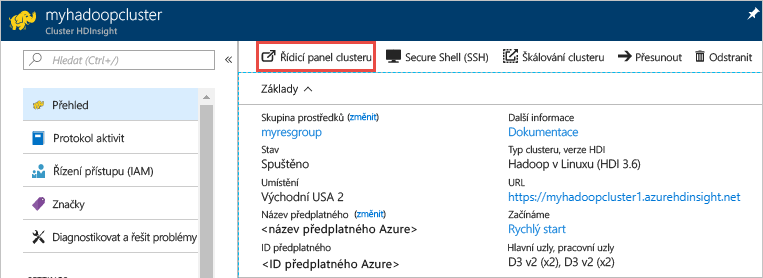 myhadoopcluster
Cluster HDInsight
Hledat (Ctrl+/)
Přehled
Protokol aktivit
Řízení přístupu (IAM)
Značky
Diagnostikovat a řešit problémy
Řídicí panel clusteru
Secure Shell (SSH)
Škálování clusteru
Přesunout
Odstranit
Základy
Skupina prostředků (změnit)
myresgroup
Stav
Spuštěno
Umístění
Východní USA 2
Název předplatného (změnit)
<název předplatného Azure>
ID předplatného
<ID předplatného Azure>
Další informace
Dokumentace
Typ clusteru, verze HDI
Hadoop v Linuxu (HDI 3.6)
URL
https://myhadoopcluster1.azurehdinsight.net
Začínáme
Rychlý start
Hlavní uzly, pracovní uzly
D3 v2 (x2), D3 v2 (x2)